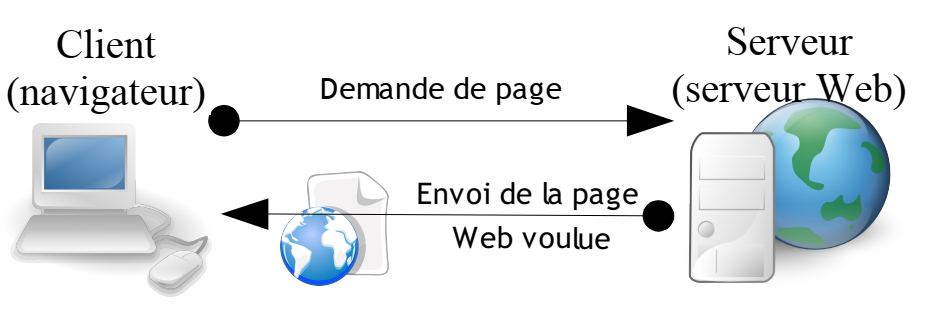 Client
(navigateur)
Demande de page
Serveur
(serveur Web)
Envoi de la page
Web voulue